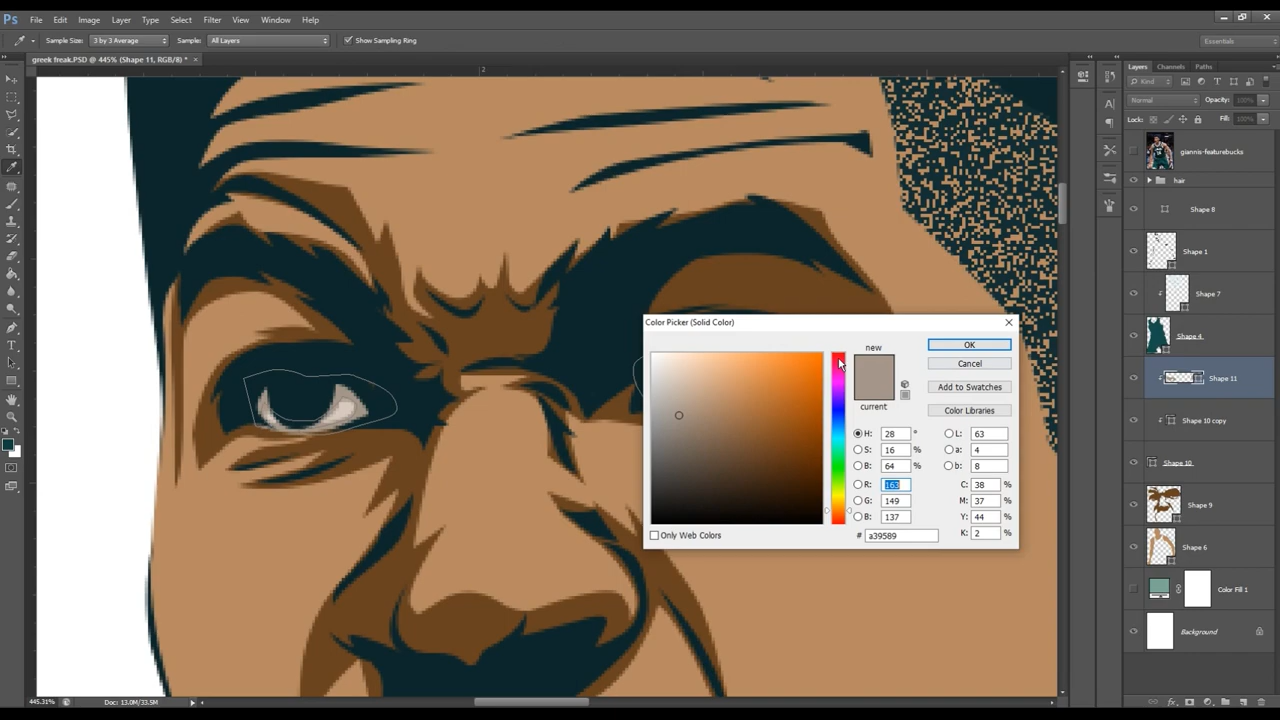 Ps File Edit Image Layer Type Select Filter View Window Help
Sample Size: 3 by 3 Average Sample: All Layers Show Sampling Ring Essentials
greek freak.PSD @ 445% (Shape 11, RGB/8) * ×
Layers Channels Paths
Kind
Normal Opacity: 100%
Lock: Fill: 100%
giannis-featurebucks
hair
Shape 8
Shape 1
Shape 7
Shape 4
Shape 11
Shape 10 copy
Shape 10
Shape 9
Shape 6
Color Fill 1
Background
2
Color Picker (Solid Color)
new
current
OK
Cancel
Add to Swatches
Color Libraries
H: 28 ° L: 63
S: 16 % a: 4
B: 64 % b: 8
R: 163 C: 38 %
G: 149 M: 37 %
B: 137 Y: 44 %
# a39589 K: 2 %
Only Web Colors
445.31% Doc: 13.0M/33.5M